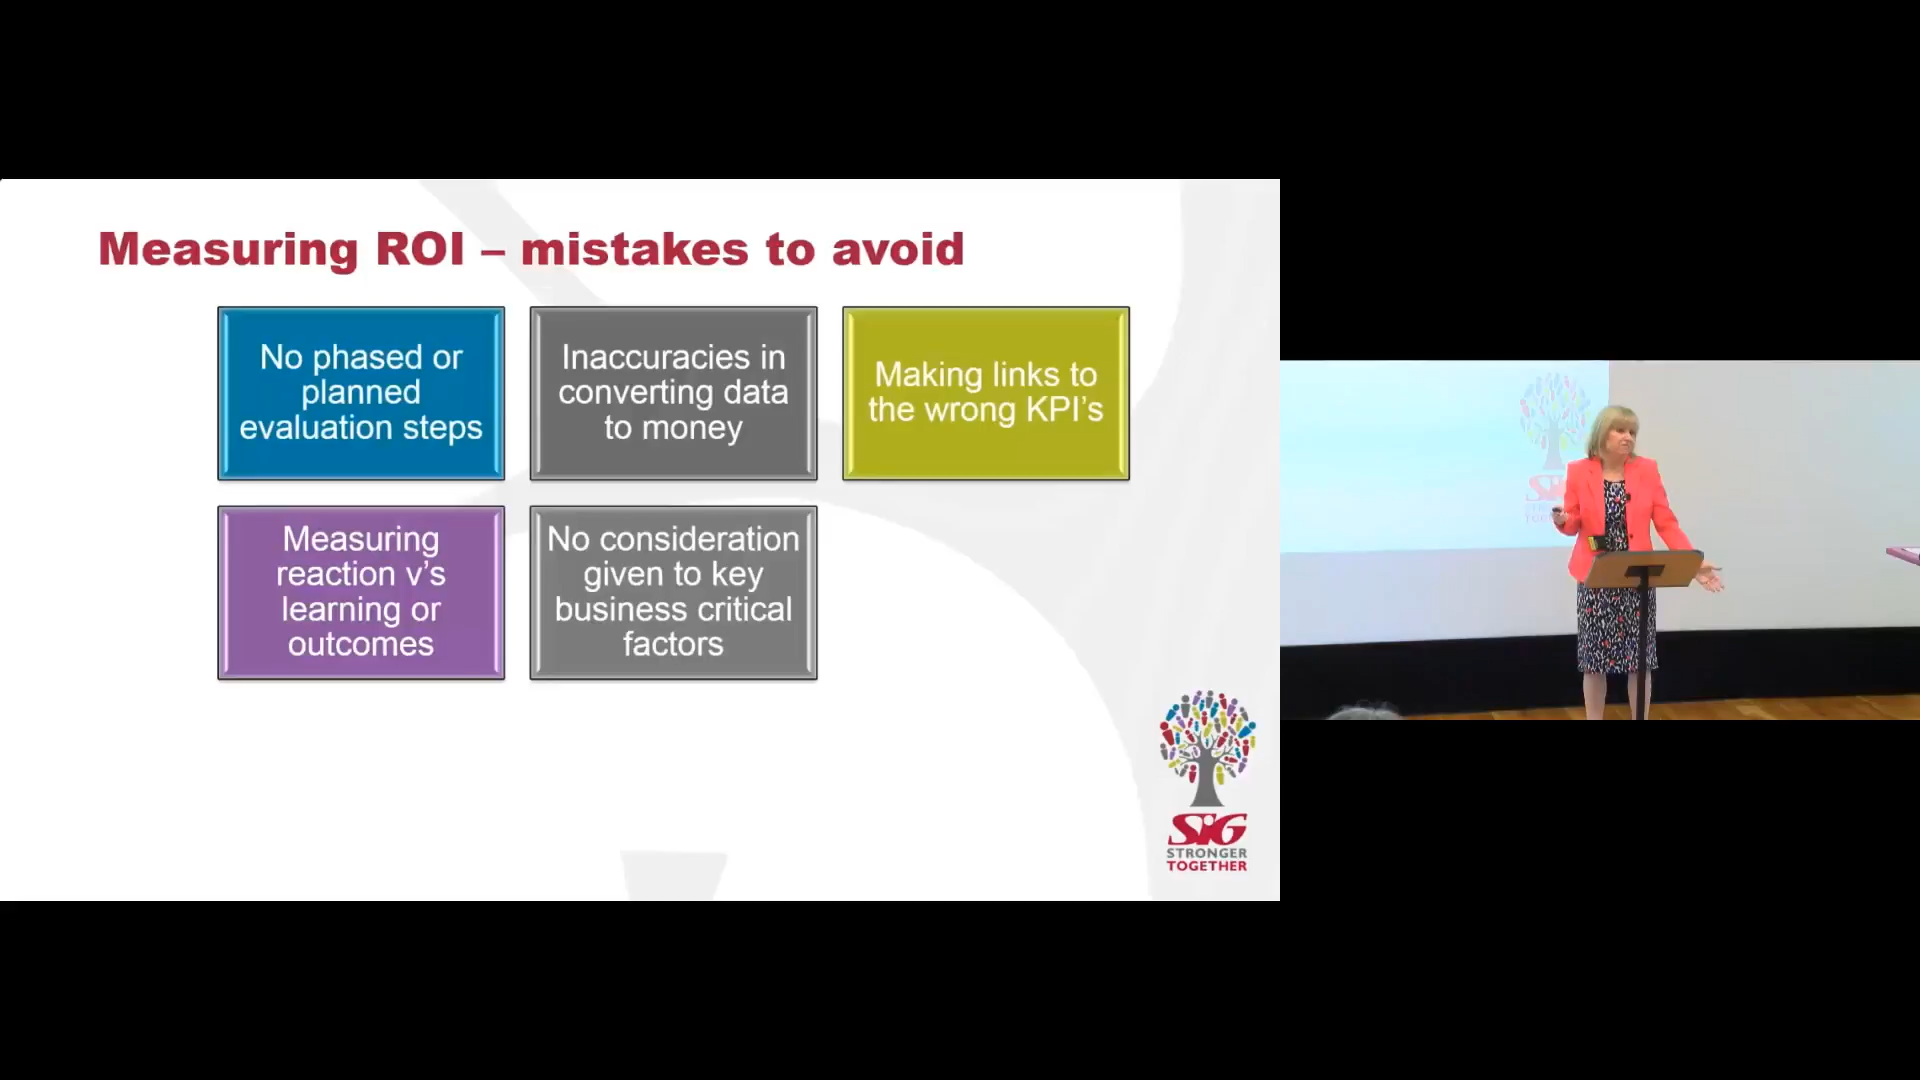 Measuring ROI – mistakes to avoid
No phased or
planned
evaluation steps
Inaccuracies in
converting data
to money
Making links to
the wrong KPI’s
Measuring
reaction v’s
learning or
outcomes
No consideration
given to key
business critical
factors
SiG
STRONGER
TOGETHER